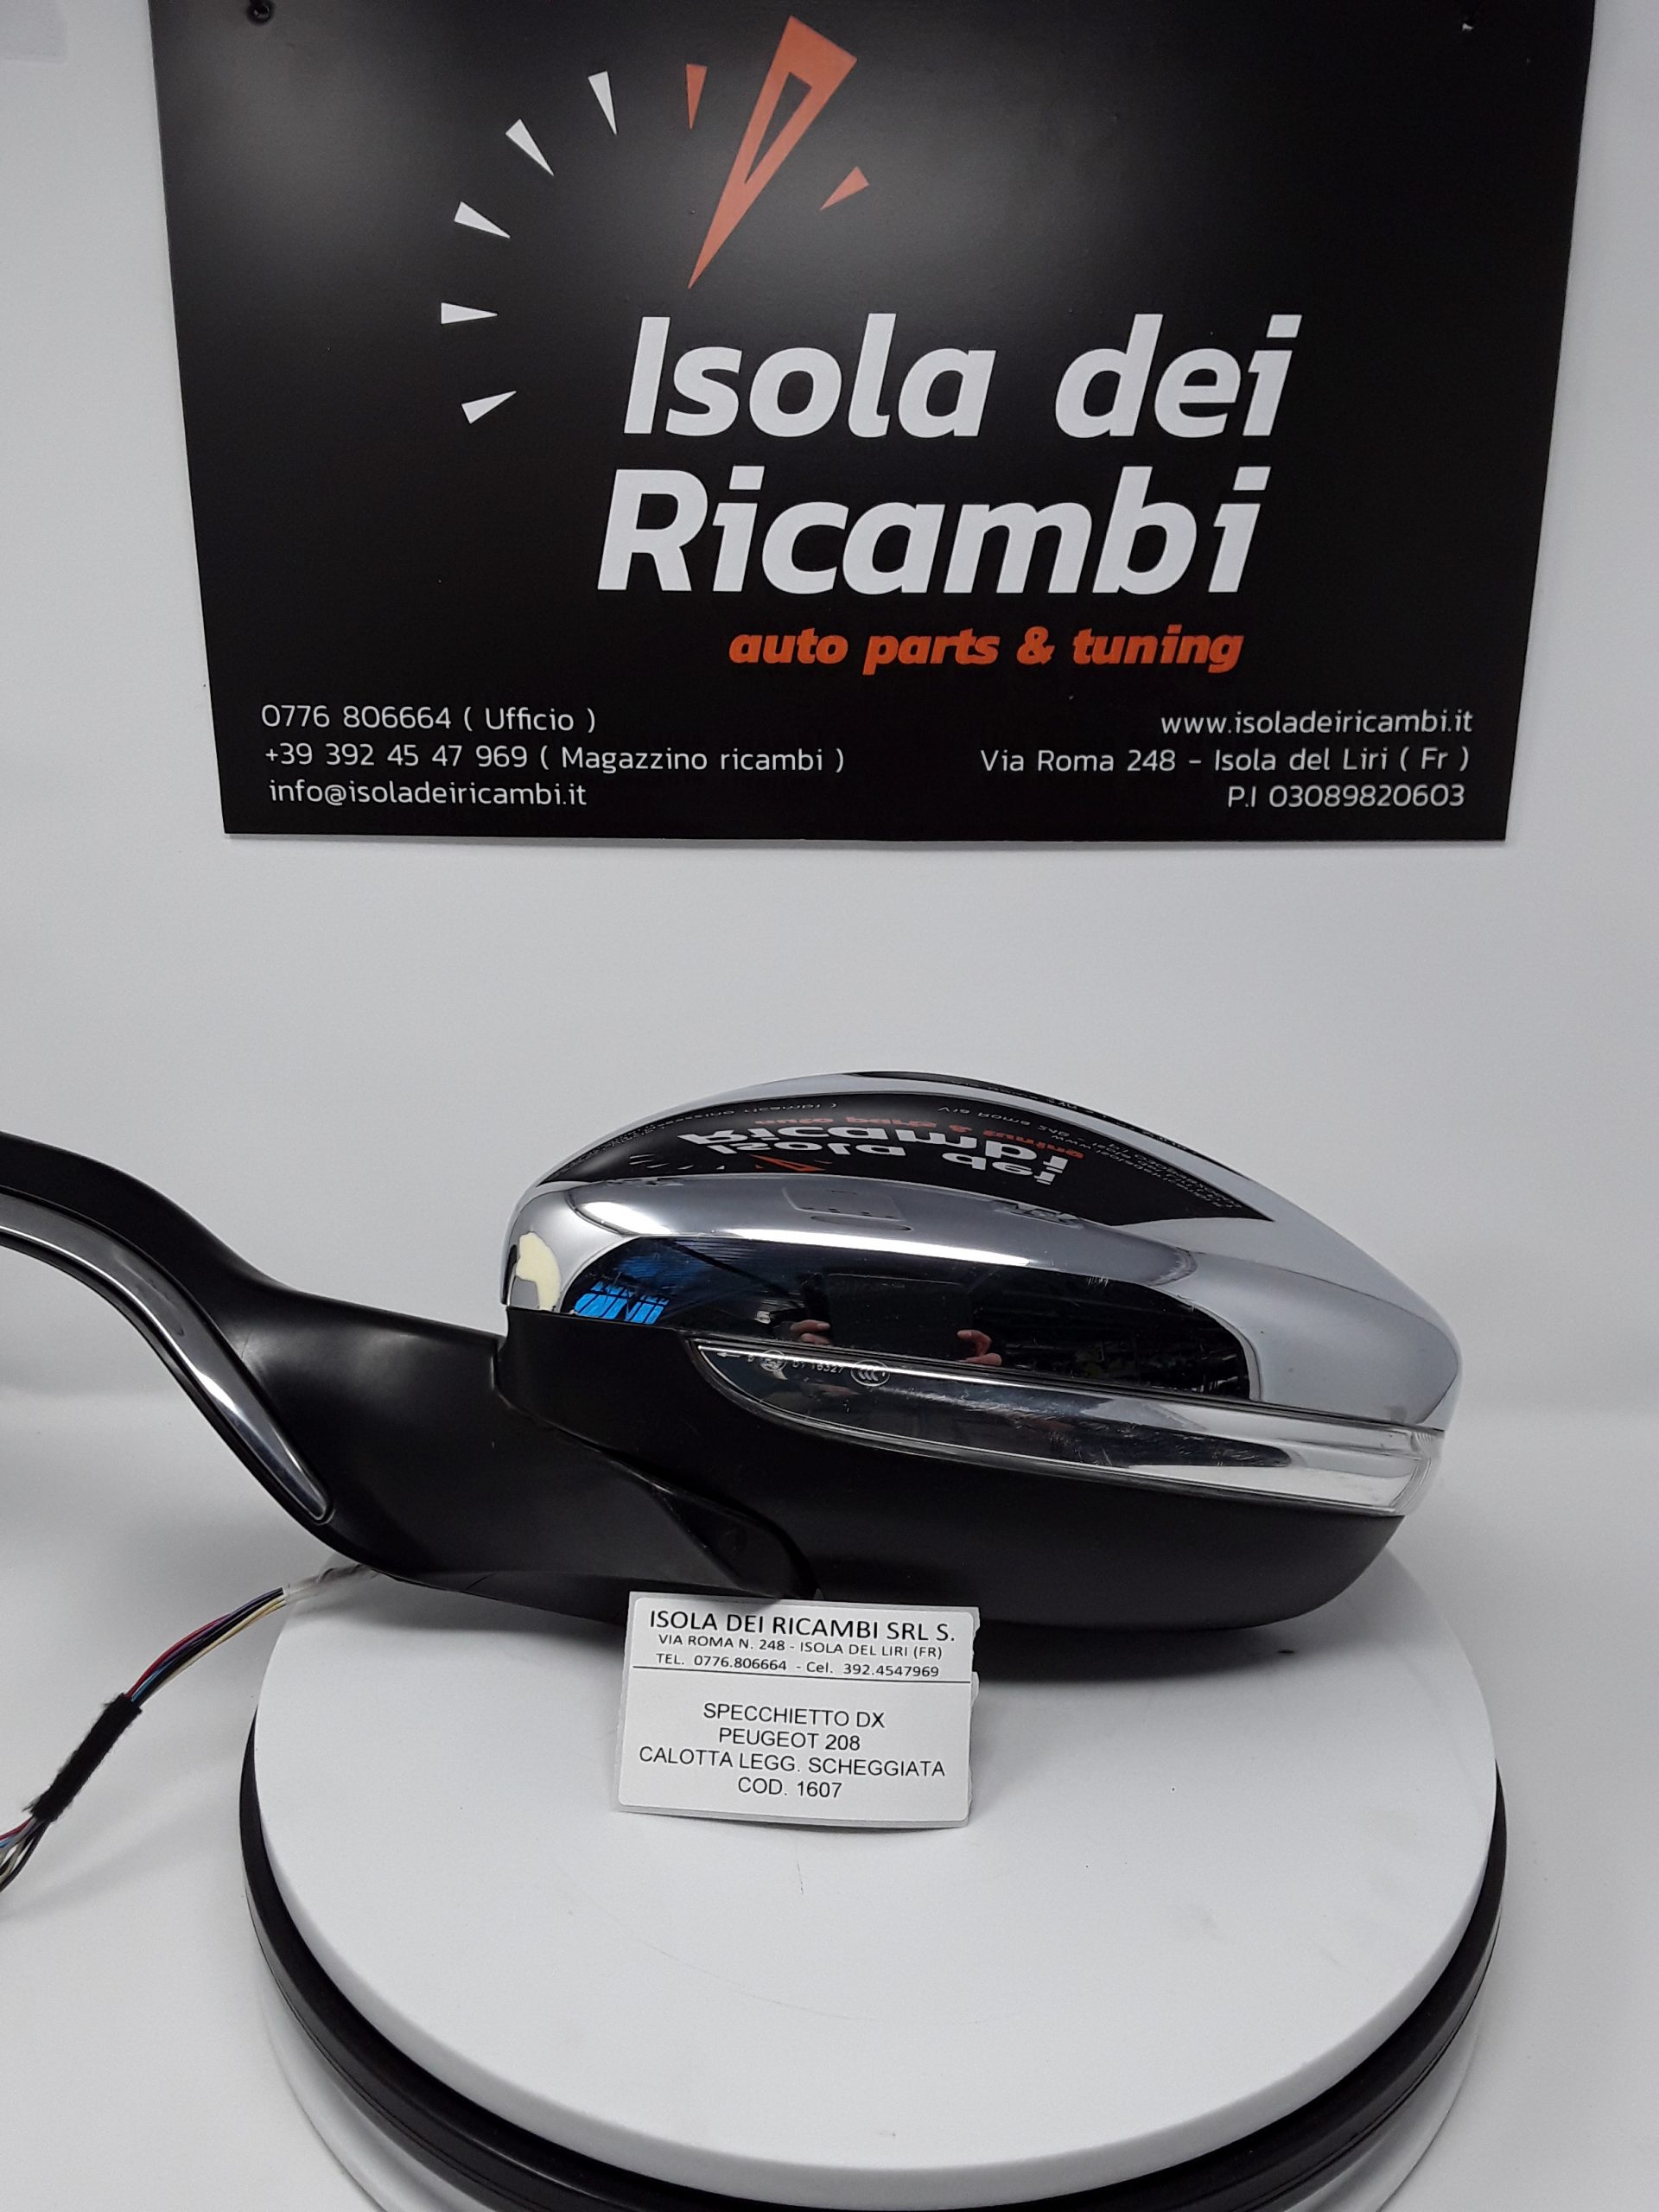 Isola dei
Ricambi
auto parts & tuning
0776 806664 ( Ufficio )
+39 392 45 47 969 ( Magazzino ricambi )
info@isoladeiricambi.it
www.isoladeiricambi.it
Via Roma 248 - Isola del Liri ( Fr )
P.I 03089820603
ISOLA DEI RICAMBI SRL S.
VIA ROMA N. 248 - ISOLA DEL LIRI (FR)
TEL. 0776.806664 - Cel. 392.4547969
SPECCHIETTO DX
PEUGEOT 208
CALOTTA LEGG. SCHEGGIATA
COD. 1607